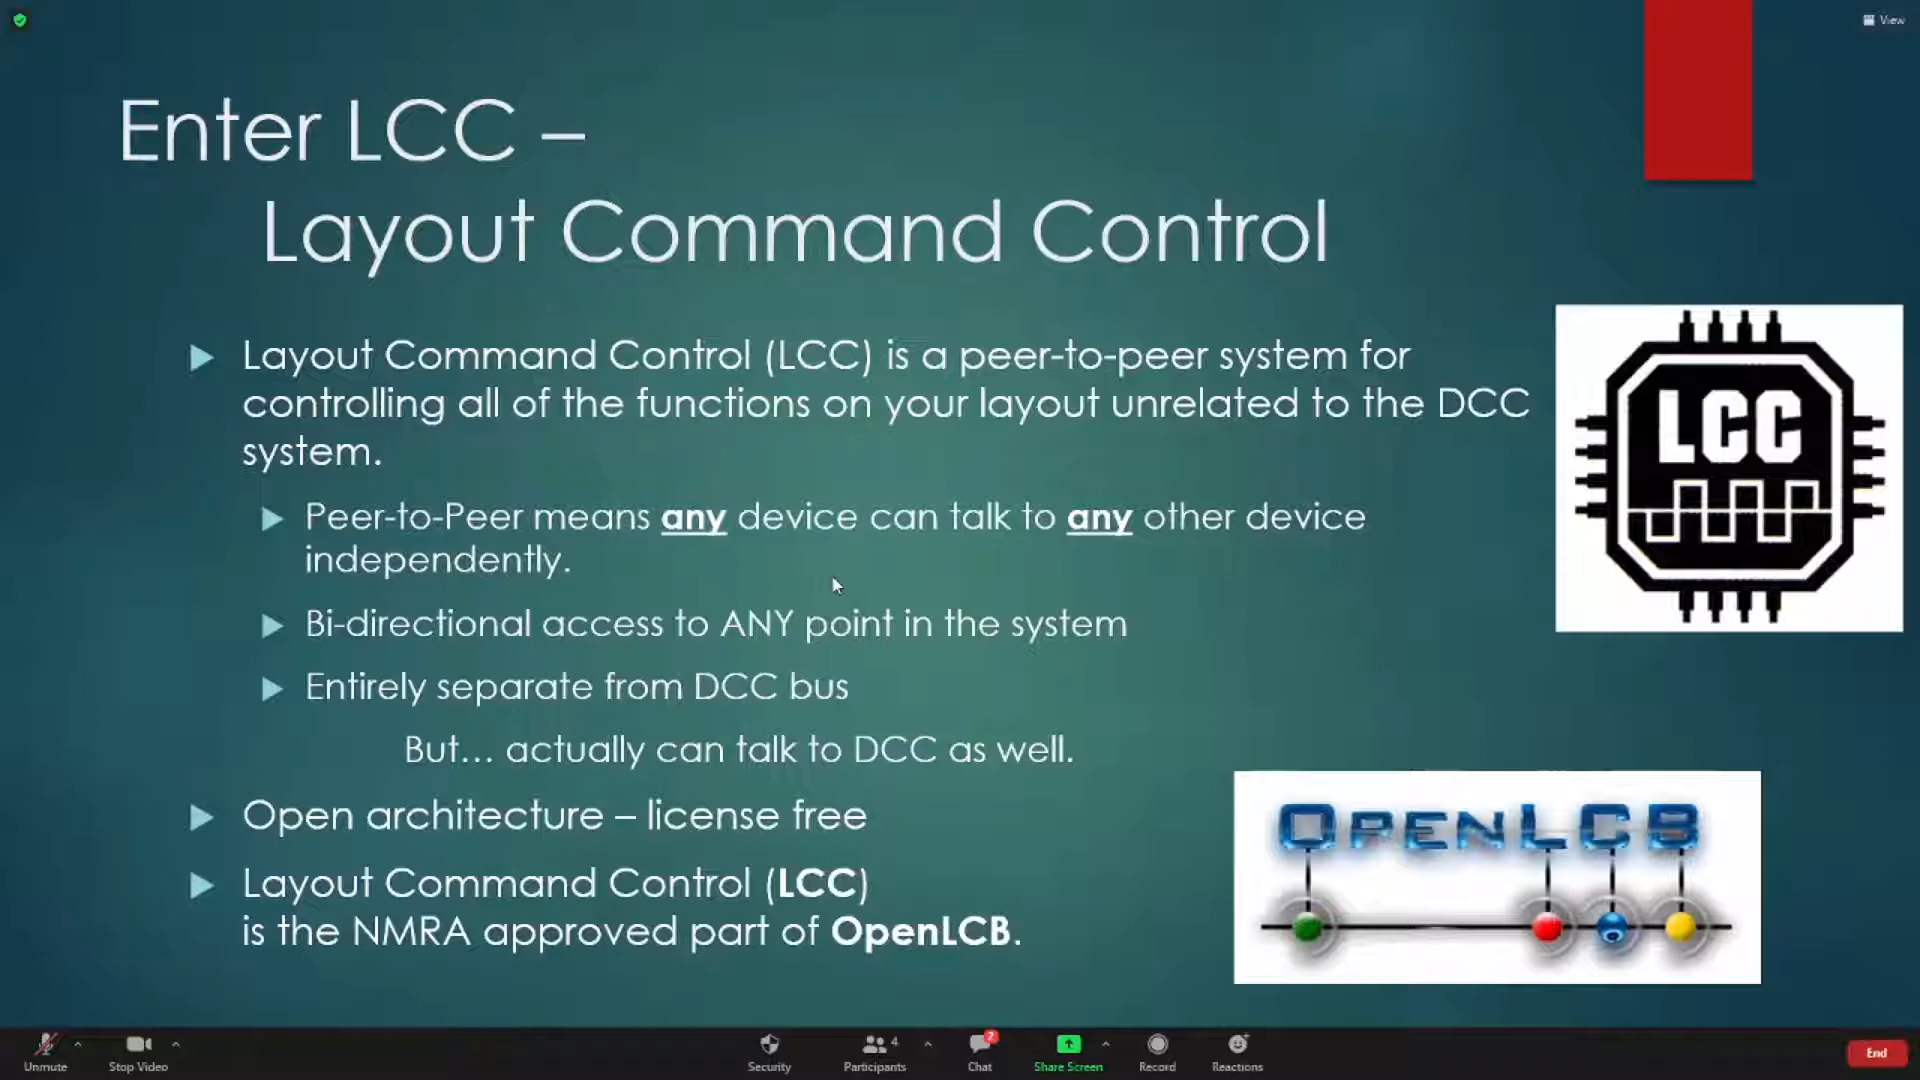 View
Enter LCC –
Layout Command Control
Layout Command Control (LCC) is a peer-to-peer system for
controlling all of the functions on your layout unrelated to the DCC
system.
LCC
Peer-to-Peer means any device can talk to any other device
independently.
Bi-directional access to ANY point in the system
Entirely separate from DCC bus
But... actually can talk to DCC as well.
Open architecture – license free
OPENLCB
Layout Command Control (LCC)
is the NMRA approved part of OpenLCB.
4
2
Unmute Stop Video Security Participants Chat Share Screen Record Reactions End